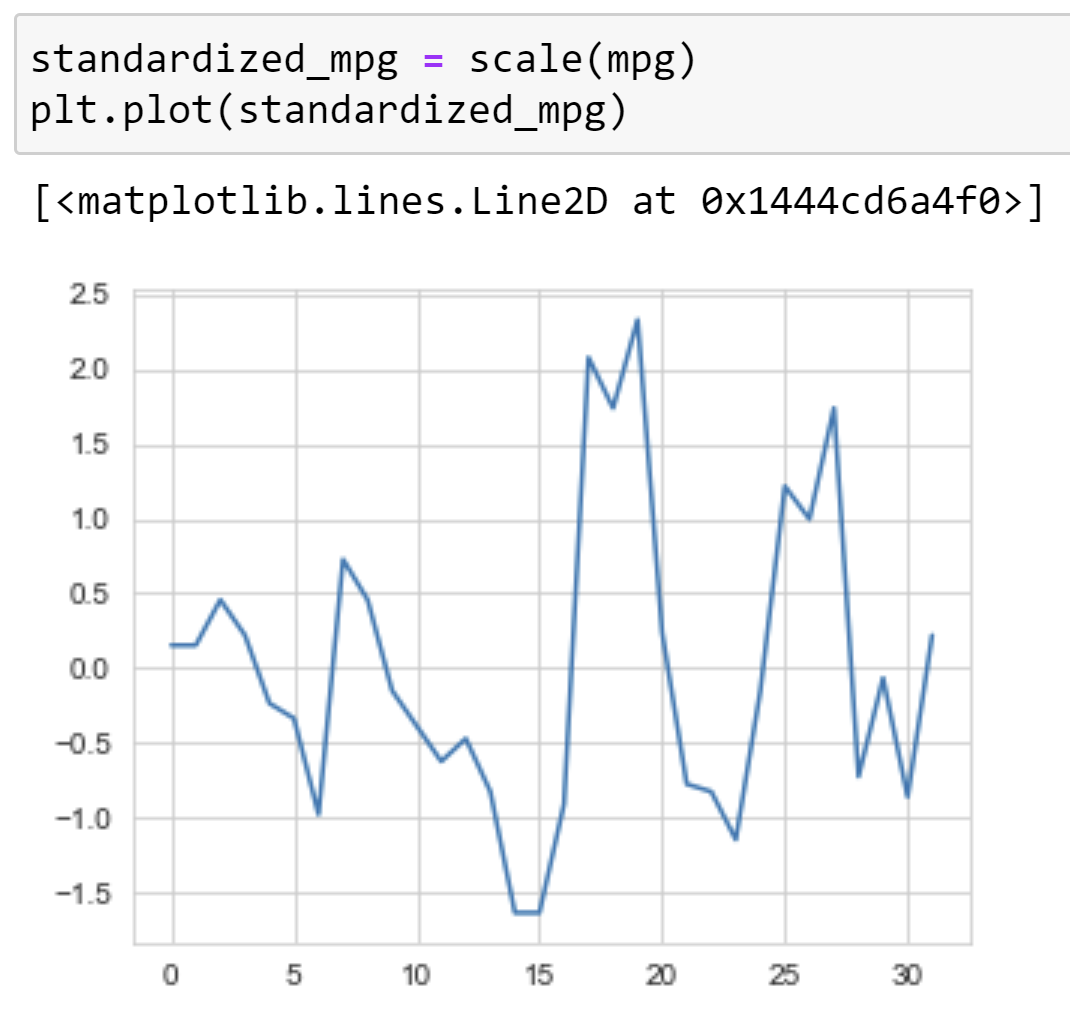 standardized_mpg = scale(mpg)
plt.plot(standardized_mpg)
[<matplotlib.lines.Line2D at 0x1444cd6a4f0>]
2.5
2.0
1.5
1.0
0.5
0.0
−0.5
−1.0
−1.5
0 5 10 15 20 25 30